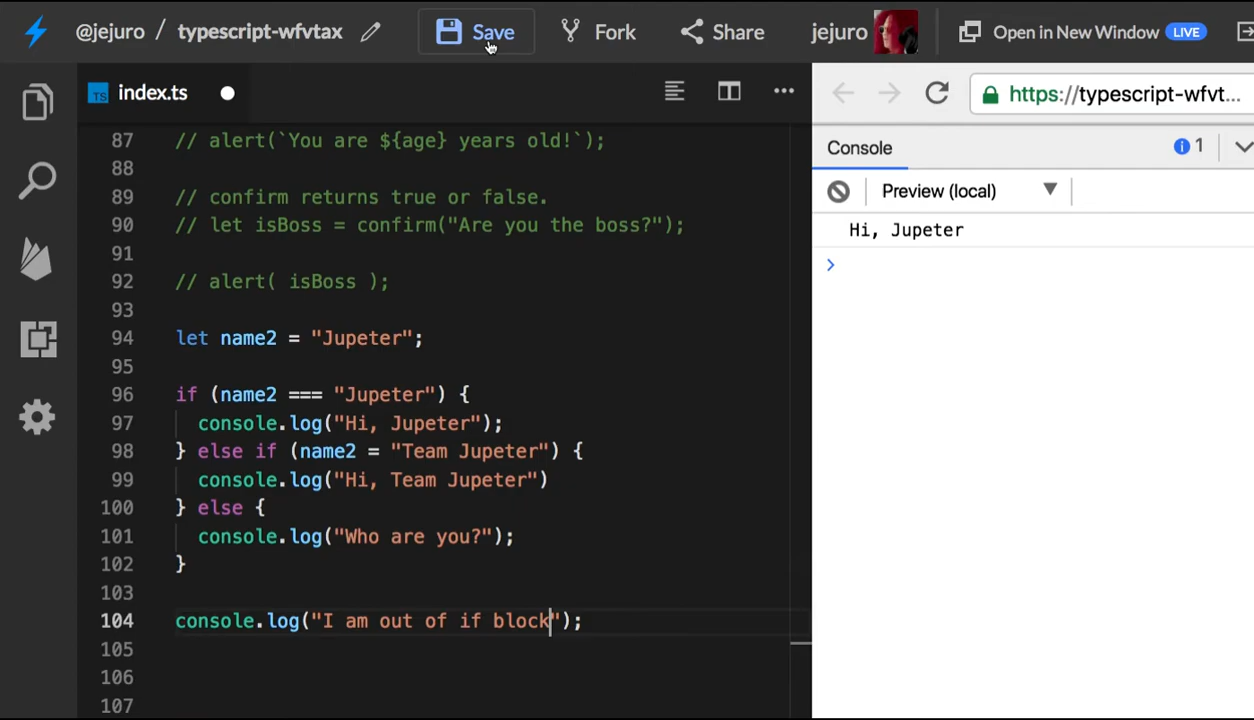 @jejuro / typescript-wfvtax Save Fork Share jejuro Open in New Window LIVE
TS index.ts
https://typescript-wfvt...
Console 1
Preview (local)
Hi, Jupeter
>
87 // alert(`You are ${age} years old!`);
88
89 // confirm returns true or false.
90 // let isBoss = confirm("Are you the boss?");
91
92 // alert( isBoss );
93
94 let name2 = "Jupeter";
95
96 if (name2 === "Jupeter") {
97 console.log("Hi, Jupeter");
98 } else if (name2 = "Team Jupeter") {
99 console.log("Hi, Team Jupeter")
100 } else {
101 console.log("Who are you?");
102 }
103
104 console.log("I am out of if block");
105
106
107